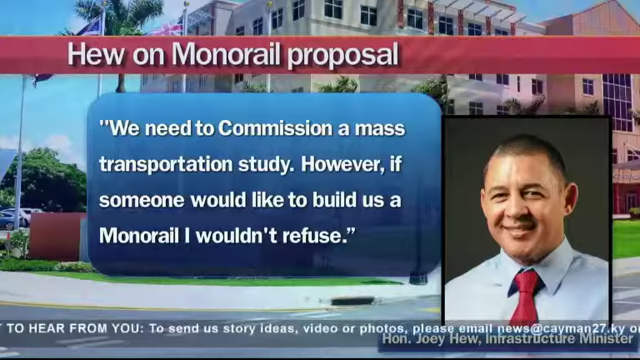 Hew on Monorail proposal
"We need to Commission a mass
transportation study. However, if
someone would like to build us a
Monorail I wouldn't refuse."
T TO HEAR FROM YOU: To send us story ideas, video or photos, please email news@cayman27.ky or
Hon. Joey Hew, Infrastructure Minister